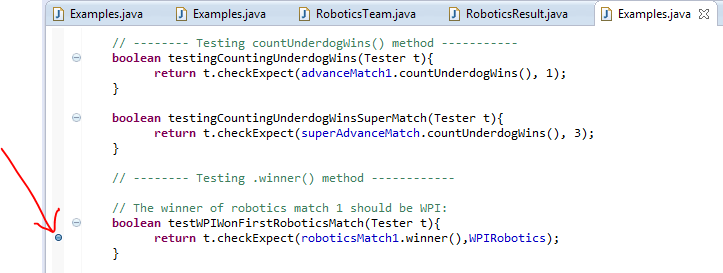 Examples.java Examples.java RoboticsTeam.java RoboticsResult.java Examples.java
// -------- Testing countUnderdogWins() method -----------
boolean testingCountingUnderdogWins(Tester t){
return t.checkExpect(advanceMatch1.countUnderdogWins(), 1);
}
boolean testingCountingUnderdogWinsSuperMatch(Tester t){
return t.checkExpect(superAdvanceMatch.countUnderdogWins(), 3);
}
// -------- Testing .winner() method ------------
// The winner of robotics match 1 should be WPI:
boolean testWPIWonFirstRoboticsMatch(Tester t){
return t.checkExpect(roboticsMatch1.winner(),WPIRobotics);
}